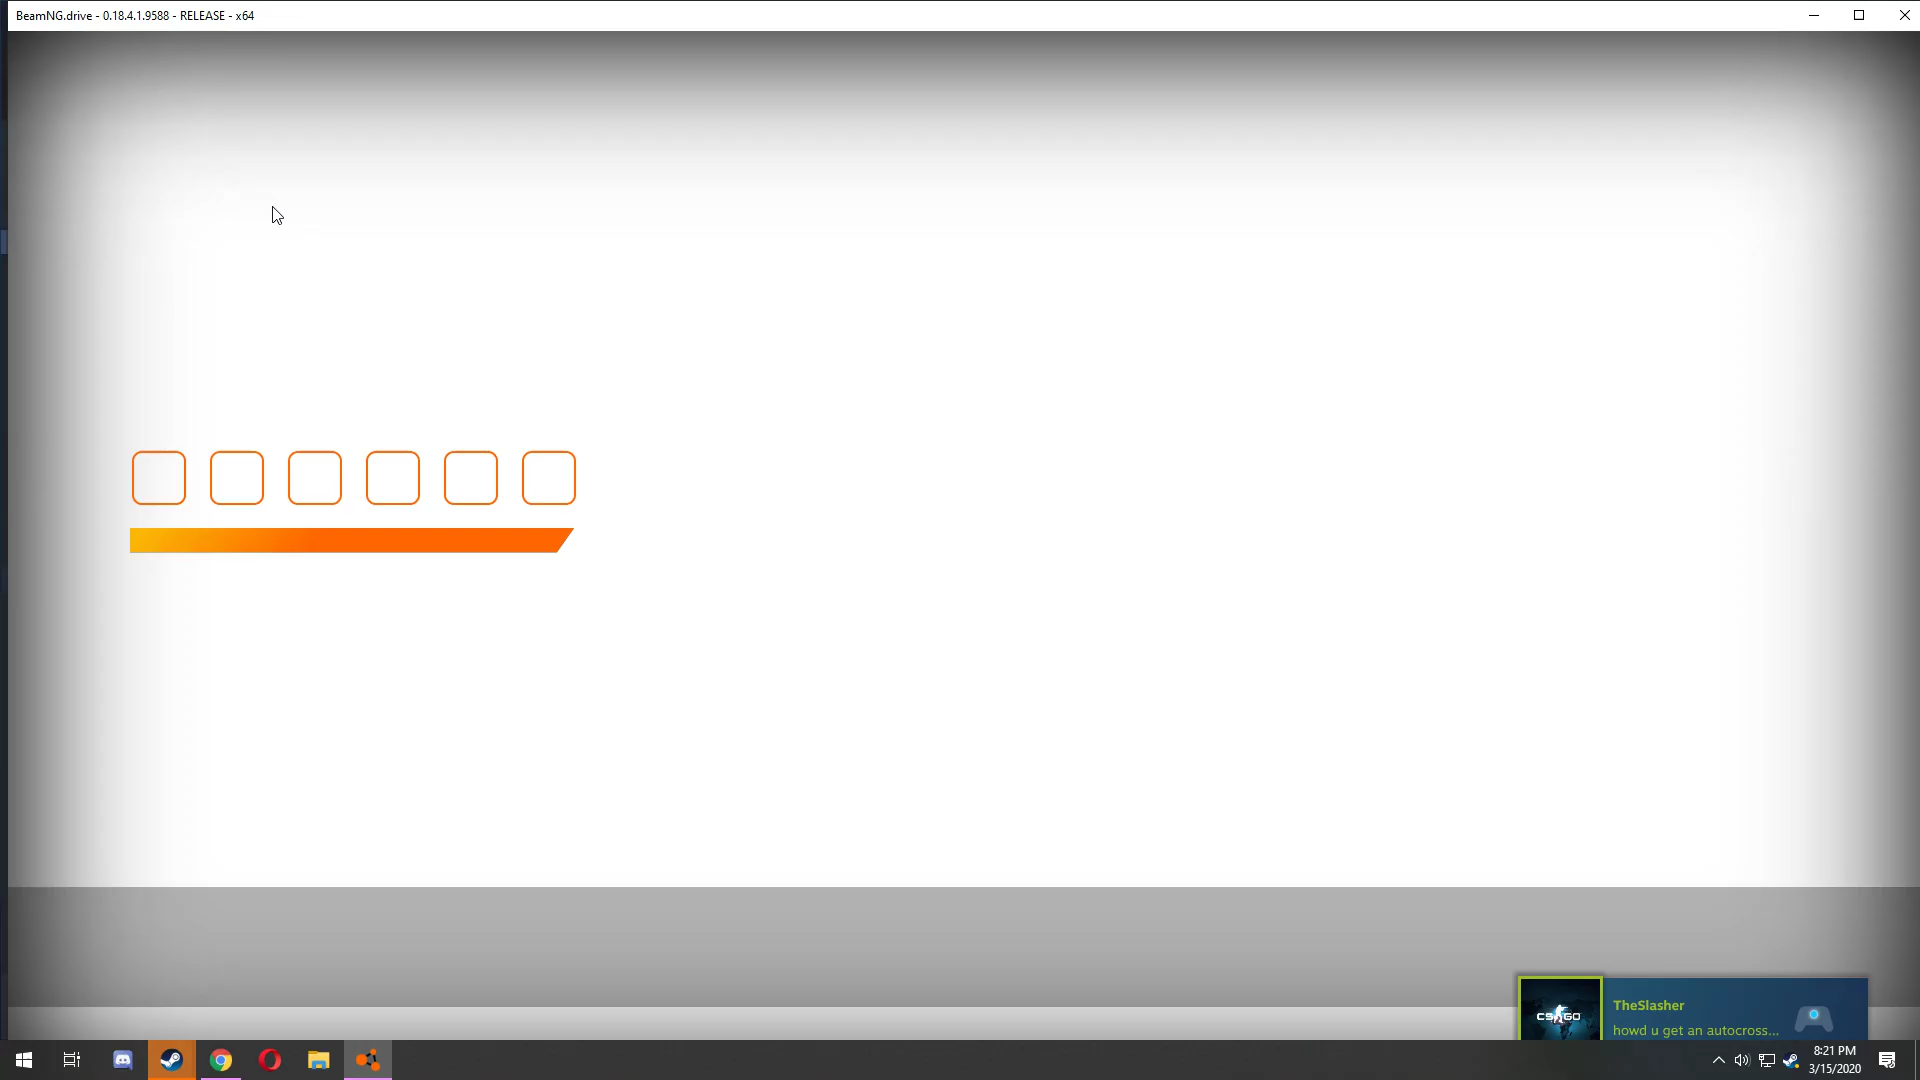 BeamNG.drive - 0.18.4.1.9588 - RELEASE - x64
TheSlasher
CS GO
howd u get an autocross...
8:21 PM
3/15/2020